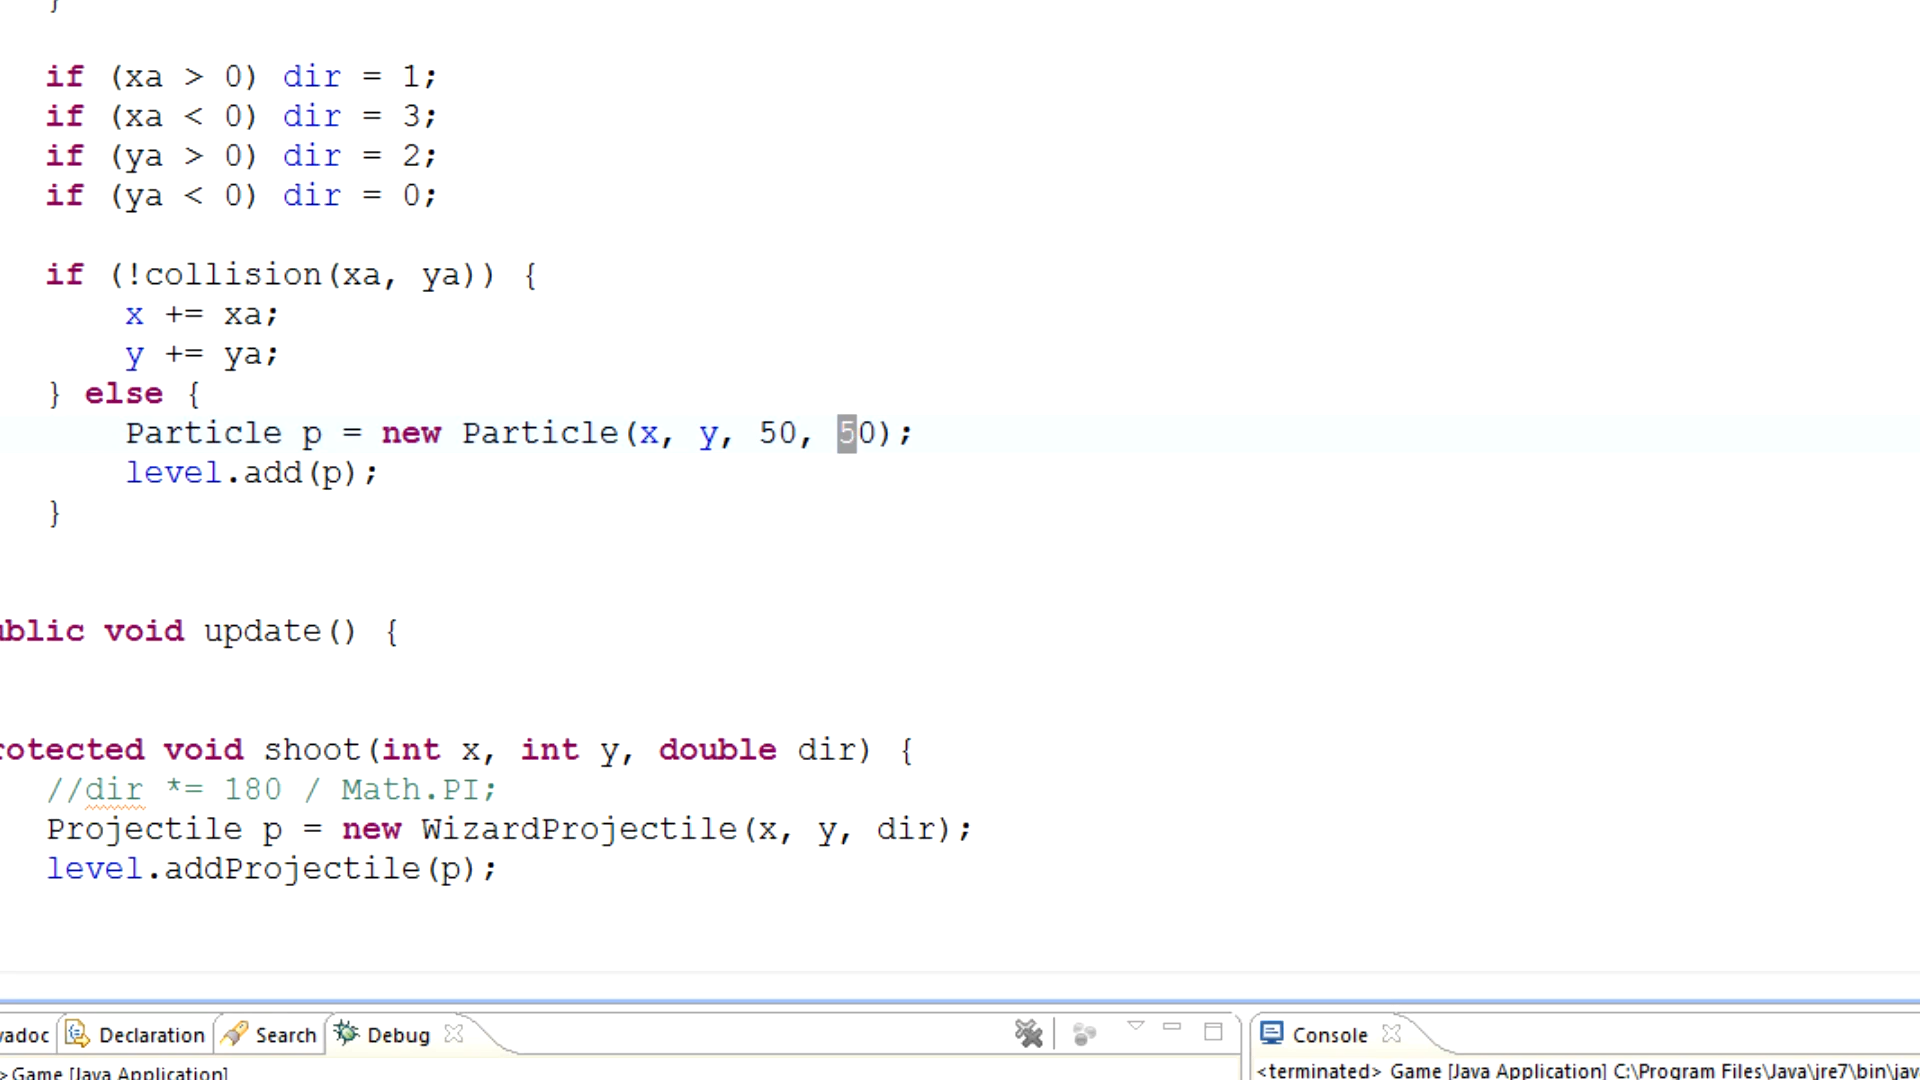 }
if (xa > 0) dir = 1;
if (xa < 0) dir = 3;
if (ya > 0) dir = 2;
if (ya < 0) dir = 0;
if (!collision(xa, ya)) {
x += xa;
y += ya;
} else {
Particle p = new Particle(x, y, 50, 50);
level.add(p);
}
ublic void update() {
rotected void shoot(int x, int y, double dir) {
//dir *= 180 / Math.PI;
Projectile p = new WizardProjectile(x, y, dir);
level.addProjectile(p);
vadoc Declaration Search Debug Console
>Game [Java Application] <terminated> Game [Java Application] C:\Program Files\Java\jre7\bin\jav